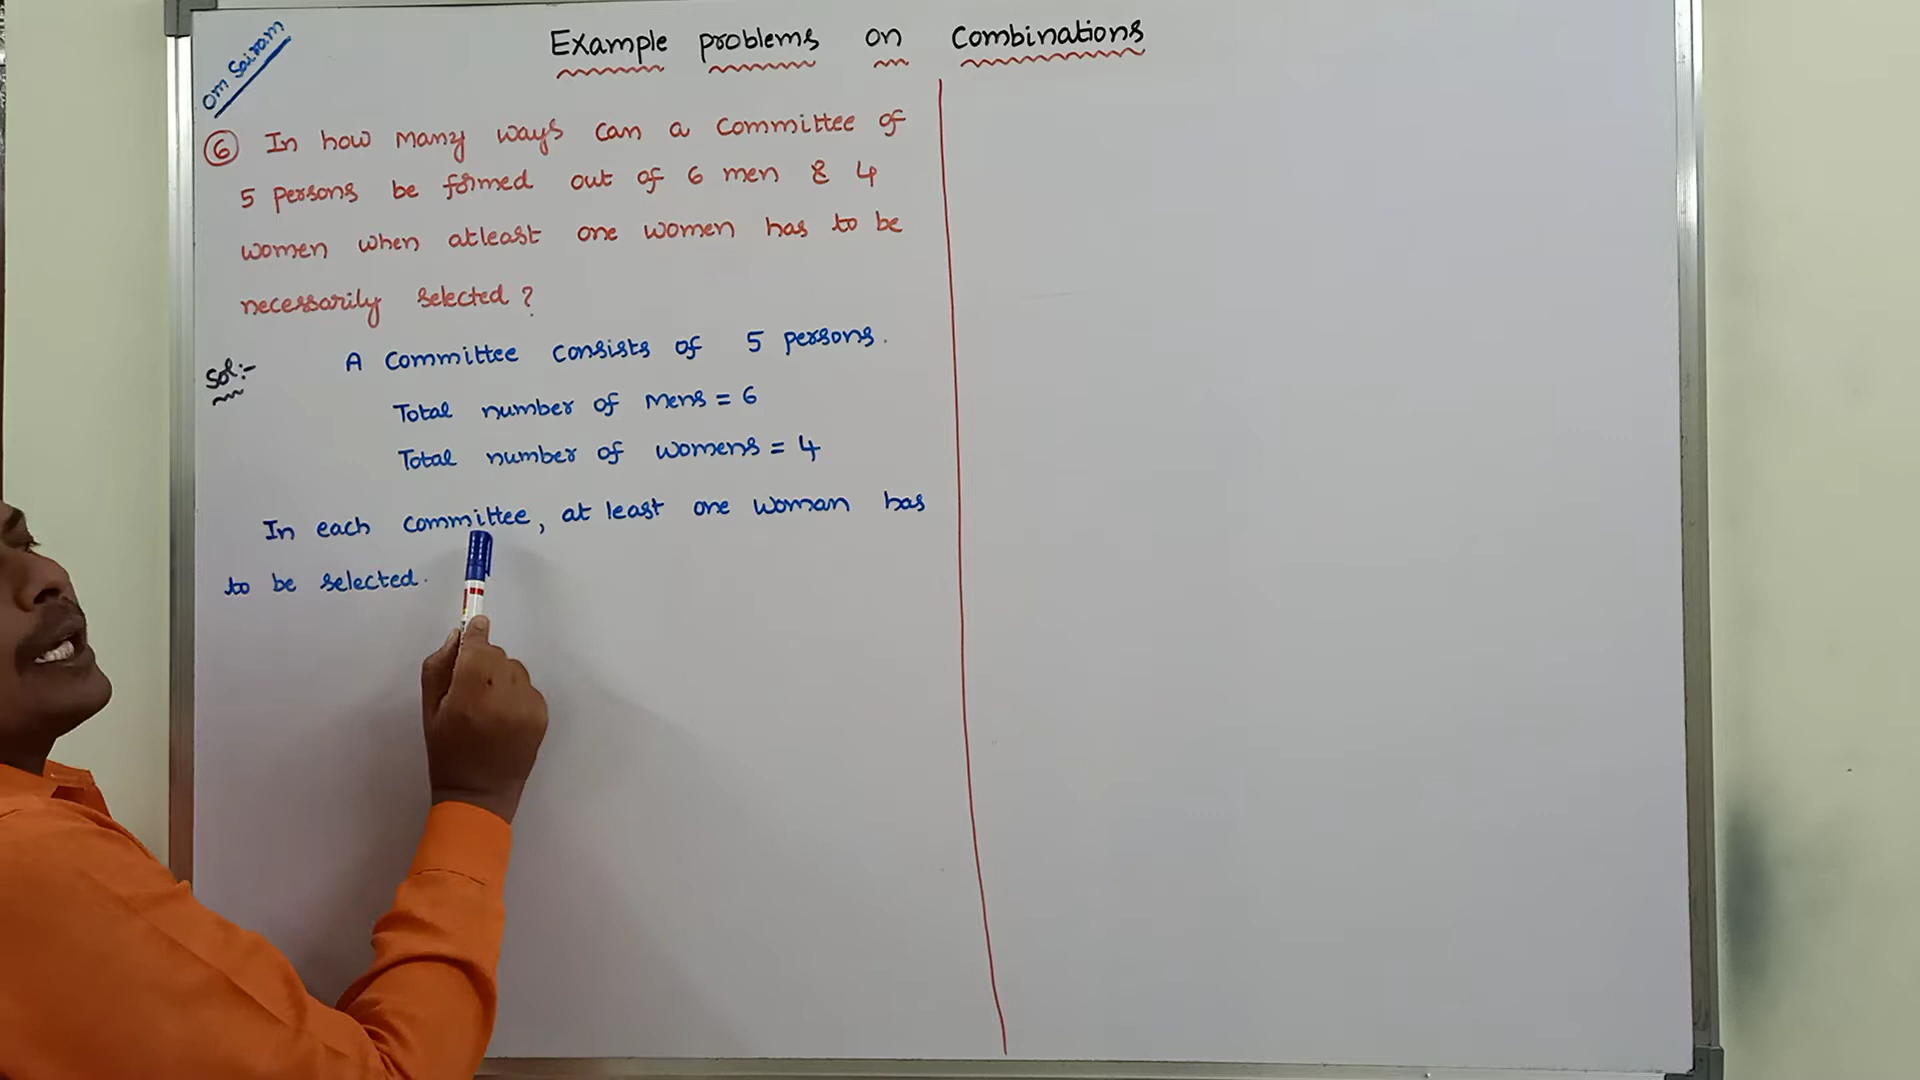 Om Sairam
Example problems on Combinations
6 In how many ways can a committee of
5 persons be formed out of 6 men & 4
women when atleast one women has to be
necessarily selected ?
Sol:- A committee consists of 5 persons.
Total number of mens = 6
Total number of womens = 4
In each committee, at least one woman has
to be selected.